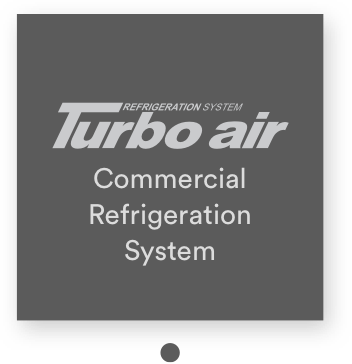 REFRIGERATION SYSTEM
Turbo air
Commercial
Refrigeration
System